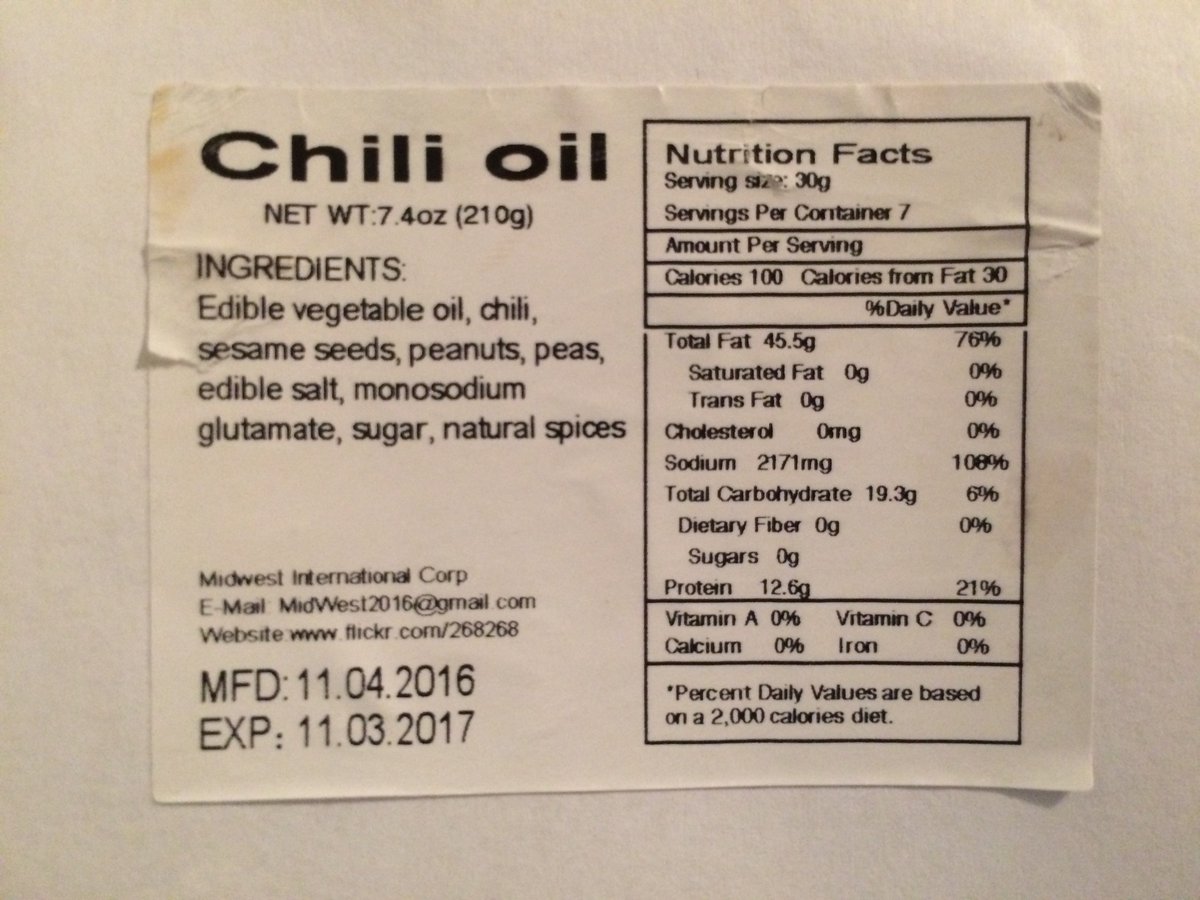 Chili oil
NET WT:7.4oz (210g)
INGREDIENTS:
Edible vegetable oil, chili,
sesame seeds, peanuts, peas,
edible salt, monosodium
glutamate, sugar, natural spices
Midwest International Corp
E-Mail MidWest2016@gmail.com
Website www.flickr.com/268268
MFD: 11.04.2016
EXP: 11.03.2017
Nutrition Facts
Serving size: 30g
Servings Per Container 7
Amount Per Serving
Calories 100 Calories from Fat 30
%Daily Value*
Total Fat 45.5g 76%
Saturated Fat 0g 0%
Trans Fat 0g 0%
Cholesterol 0mg 0%
Sodium 2171mg 108%
Total Carbohydrate 19.3g 6%
Dietary Fiber 0g 0%
Sugars 0g
Protein 12.6g 21%
Vitamin A 0% Vitamin C 0%
Calcium 0% Iron 0%
*Percent Daily Values are based
on a 2,000 calories diet.